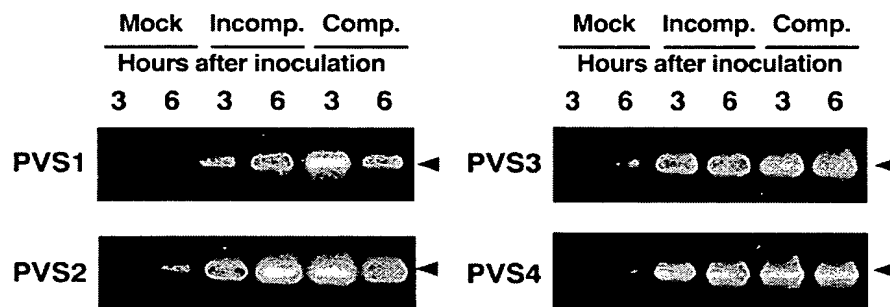 Mock Incomp. Comp.
Hours after inoculation
3 6 3 6 3 6
PVS1
PVS2
Mock Incomp. Comp.
Hours after inoculation
3 6 3 6 3 6
PVS3
PVS4